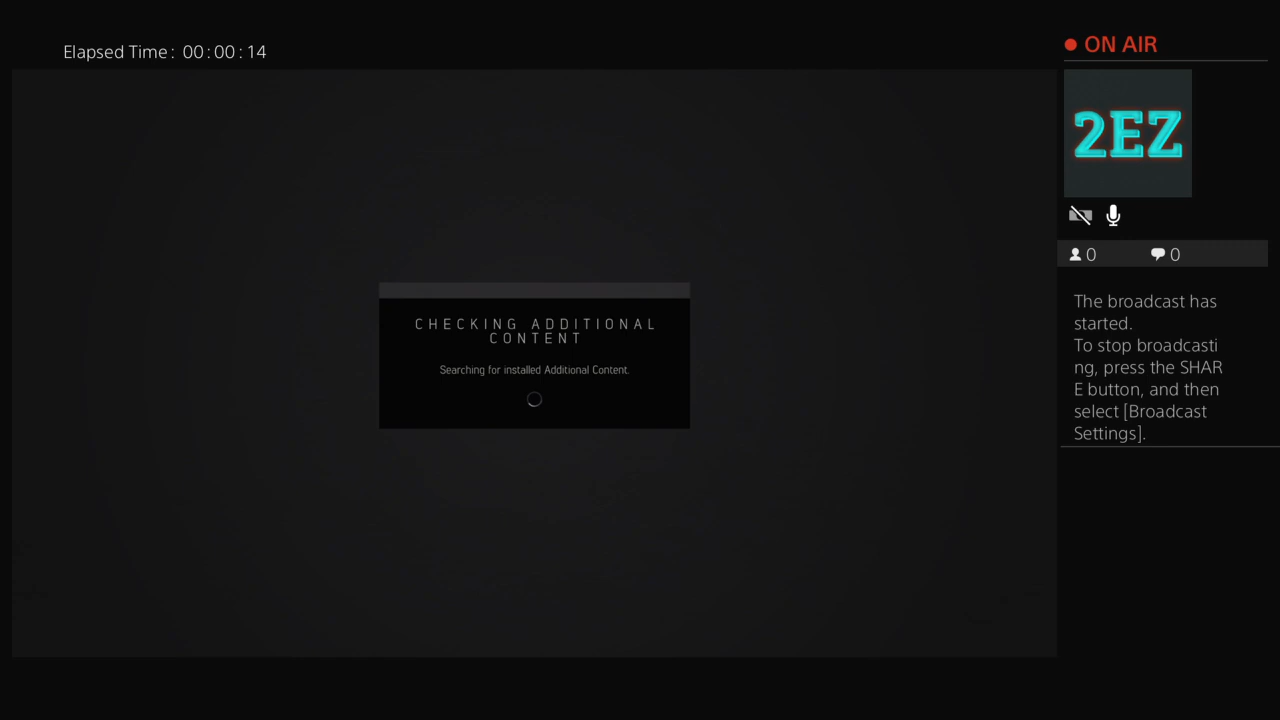 Elapsed Time: 00:00:14
ON AIR
2EZ
0 0
CHECKING ADDITIONAL
CONTENT
Searching for installed Additional Content.
The broadcast has
started.
To stop broadcasti
ng, press the SHAR
E button, and then
select [Broadcast
Settings].